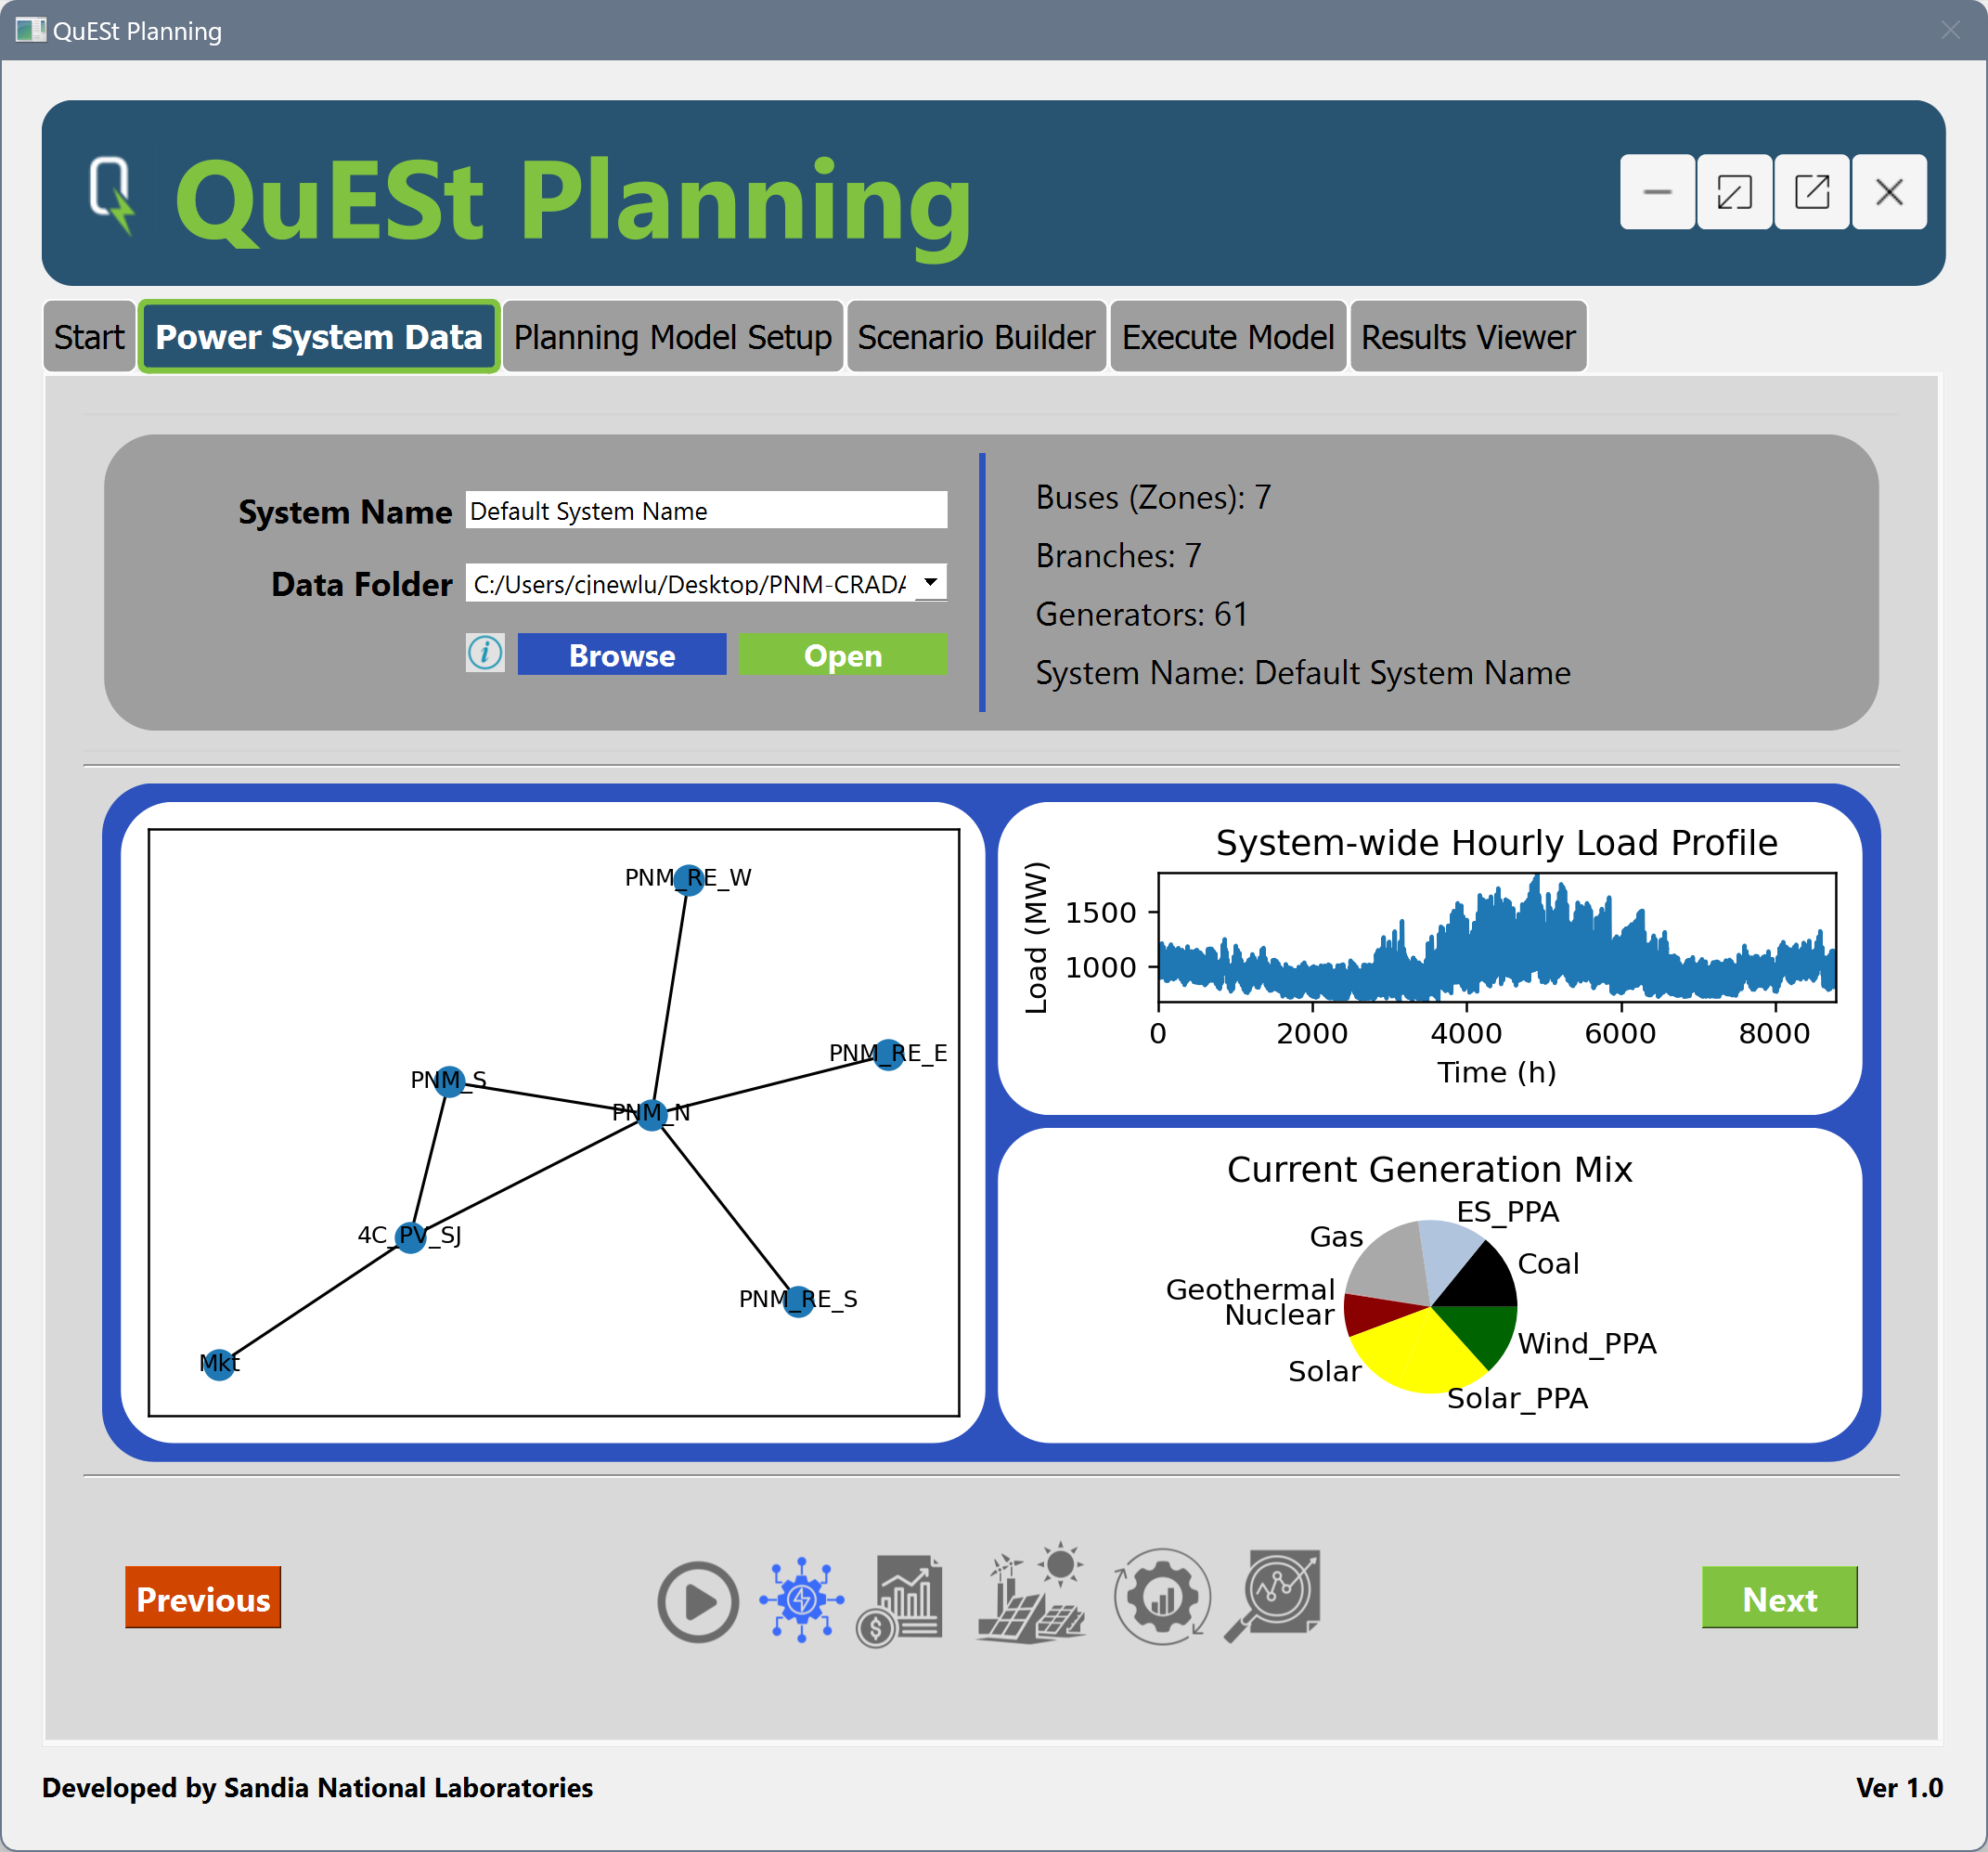 QuESt Planning
QuESt Planning
Start
Power System Data
Planning Model Setup
Scenario Builder
Execute Model
Results Viewer
System Name
Default System Name
Data Folder
C:/Users/cjnewlu/Desktop/PNM-CRADA
Browse
Open
Buses (Zones): 7
Branches: 7
Generators: 61
System Name: Default System Name
PNM_RE_W
PNM_RE_E
PNM_S
PNM_N
4C_PV_SJ
PNM_RE_S
Mkt
System-wide Hourly Load Profile
Load (MW)
1500
1000
0
2000
4000
6000
8000
Time (h)
Current Generation Mix
ES_PPA
Gas
Coal
Geothermal
Nuclear
Wind_PPA
Solar
Solar_PPA
Previous
Next
Developed by Sandia National Laboratories
Ver 1.0